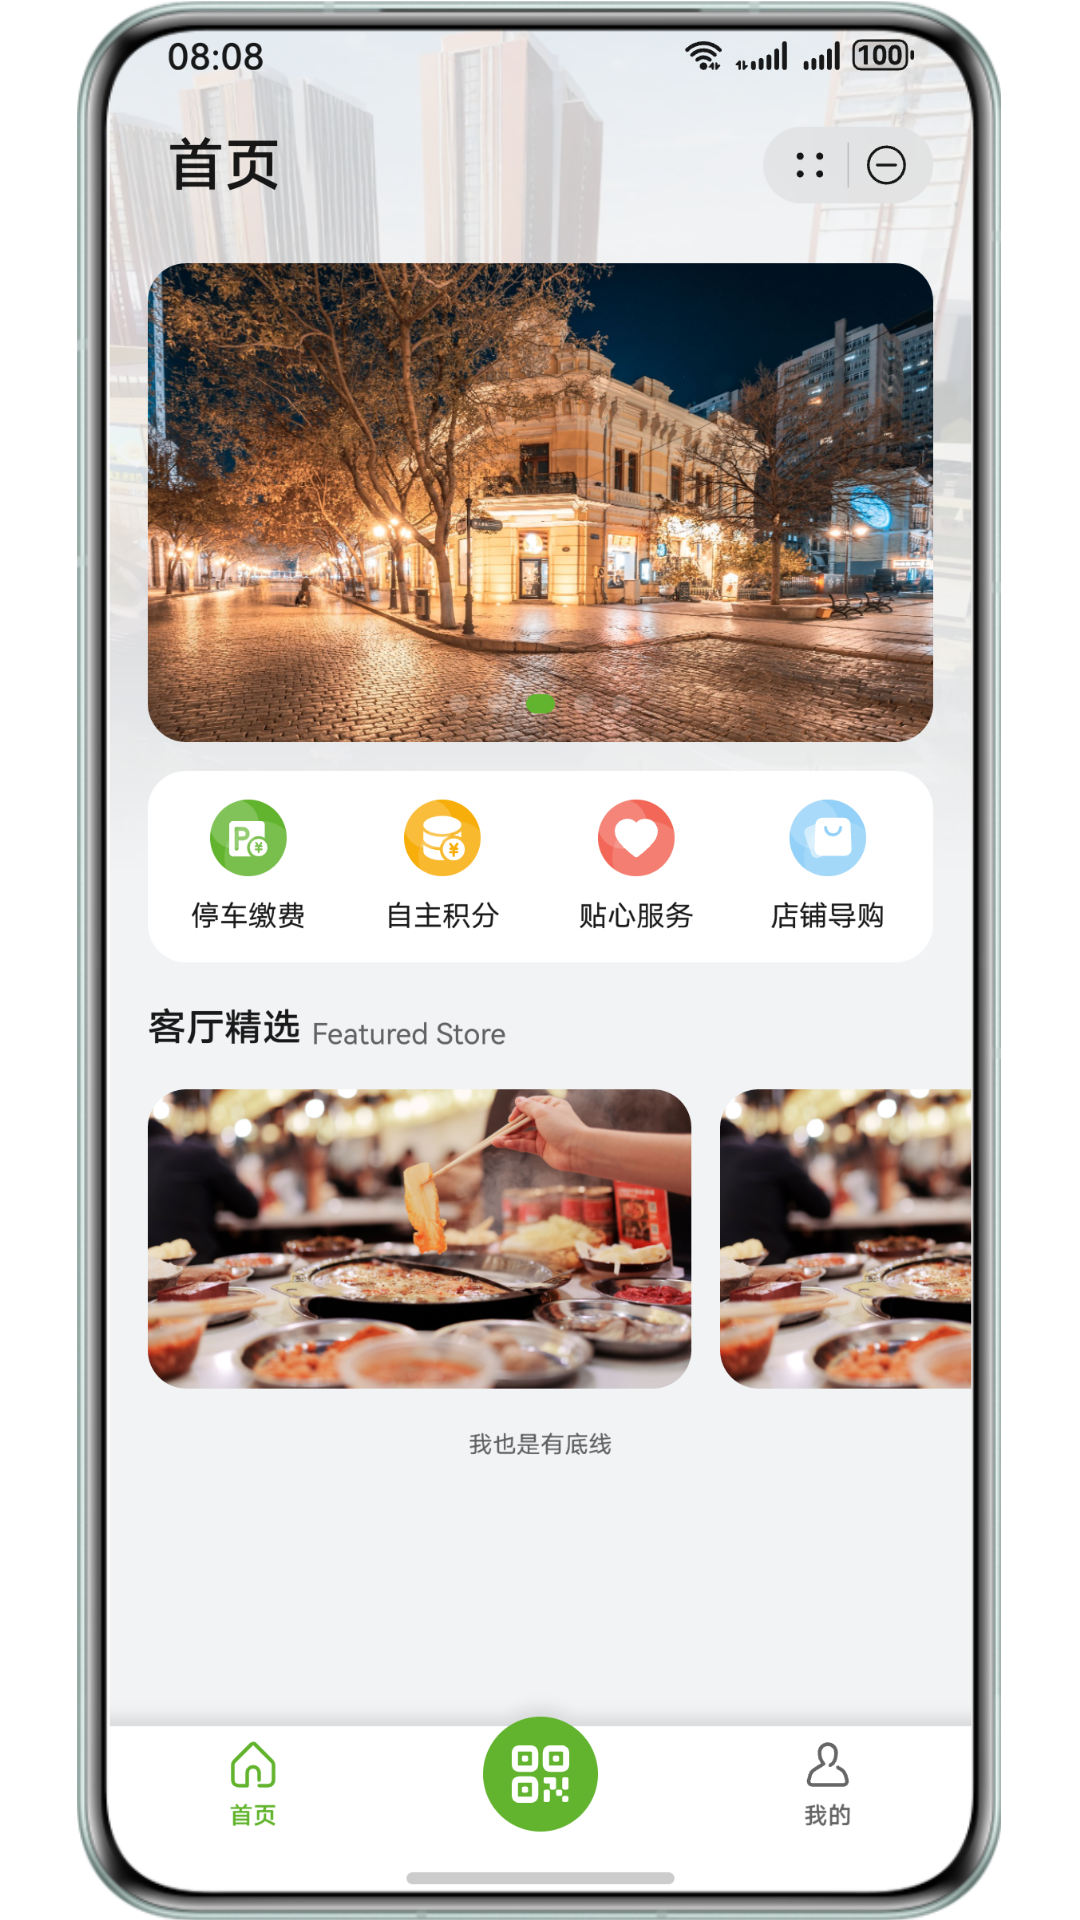 08:08
100
首页
停车缴费 自主积分 贴心服务 店铺导购
客厅精选 Featured Store
我也是有底线
首页 我的